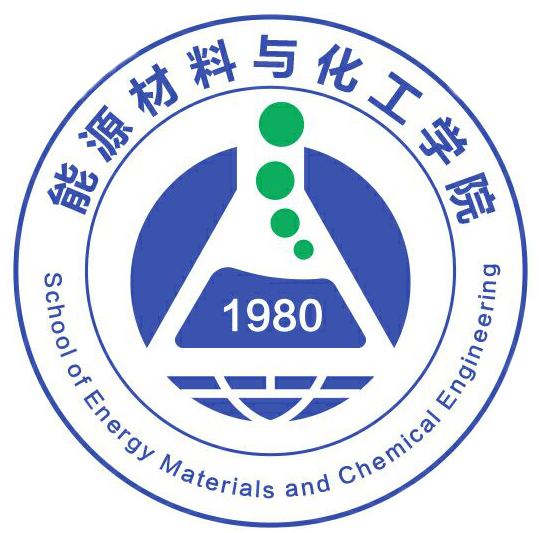 能源材料与化工学院
1980
School of Energy Materials and Chemical Engineering